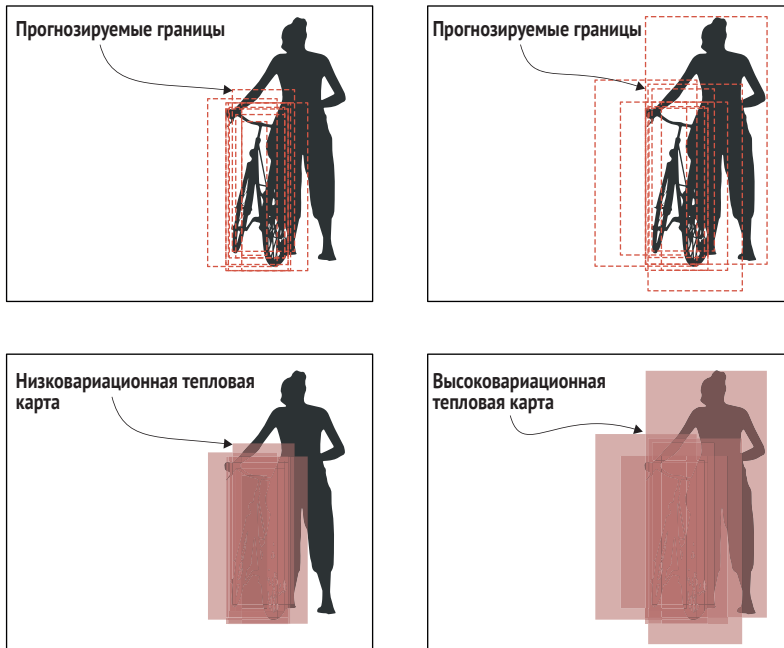 Прогнозируемые границы
Прогнозируемые границы
Низковариационная тепловая
карта
Высоковариационная
тепловая карта